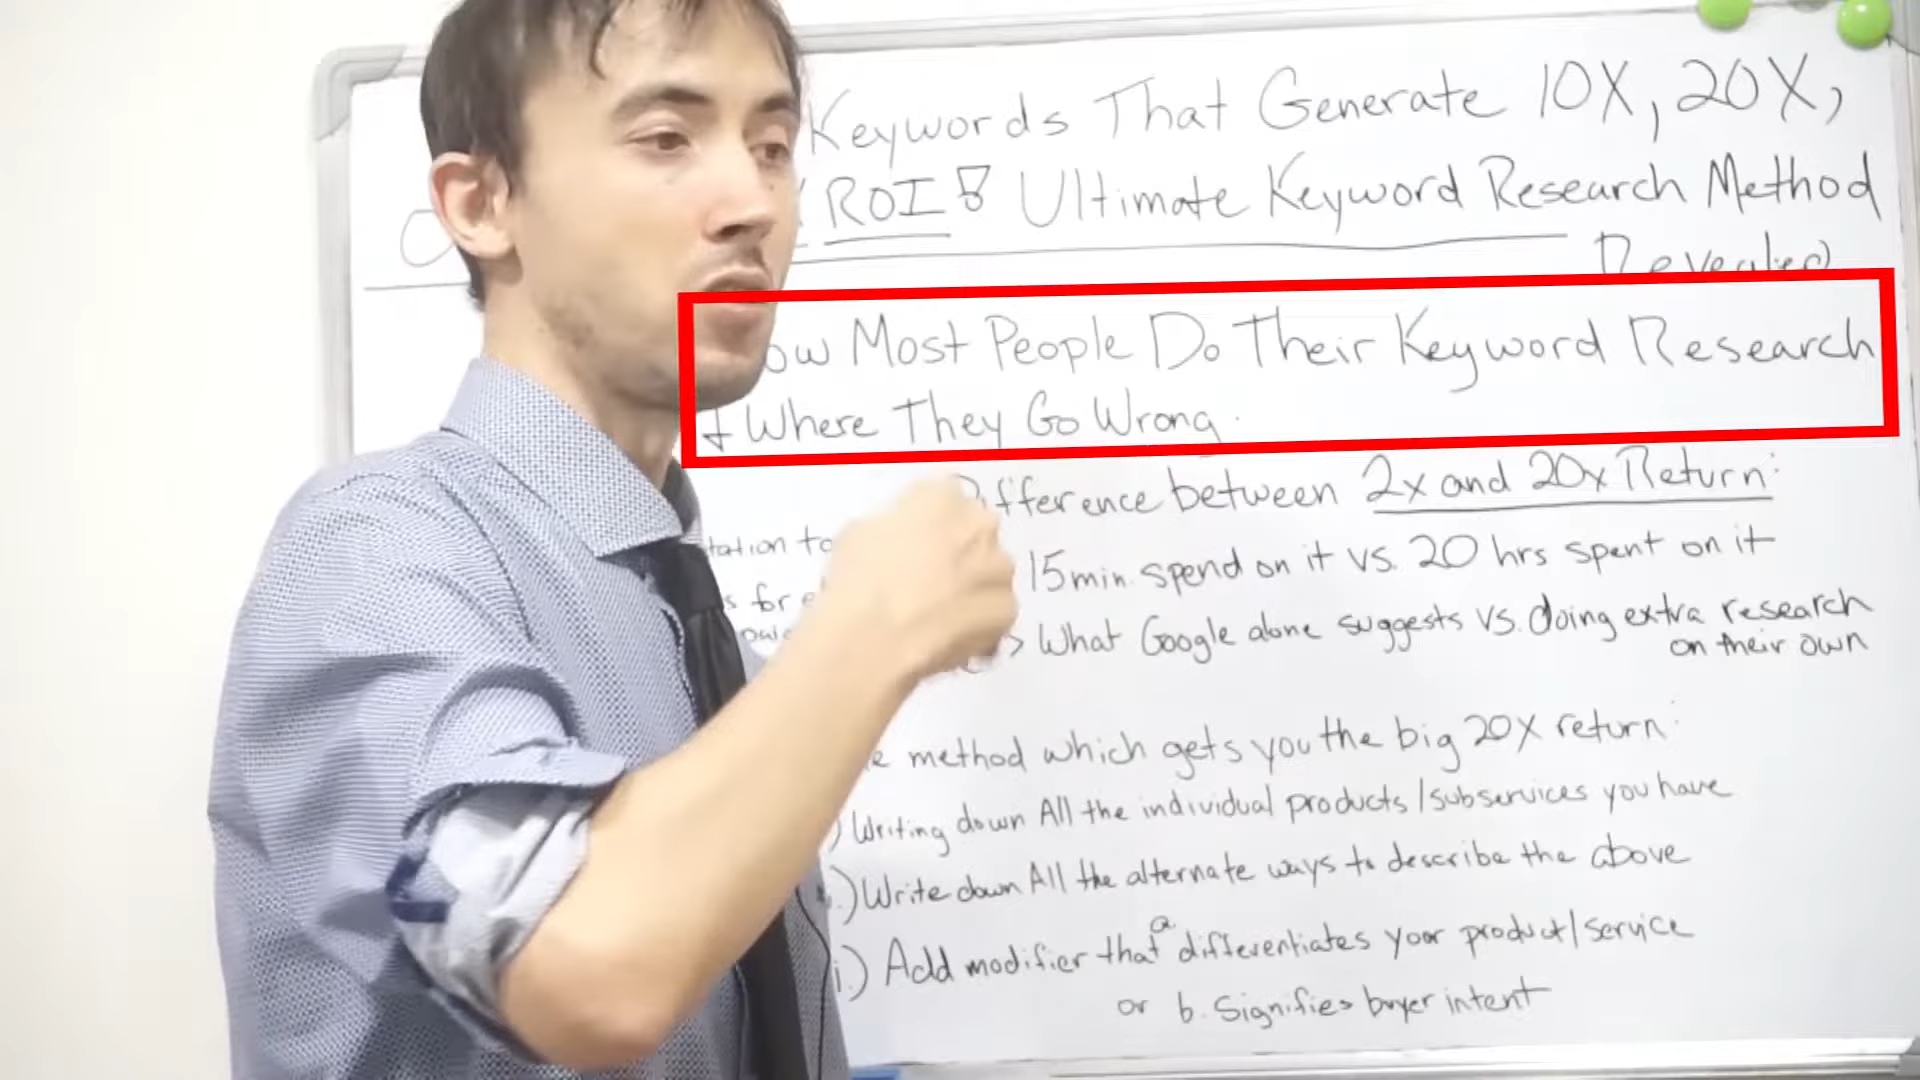 Keywords That Generate 10X, 20X,
ROI! Ultimate Keyword Research Method
Revealed
Most People Do Their Keyword Research
+ Where They Go Wrong.
between 2x and 20x Return:
15min. spend on it vs. 20 hrs spent on it
> What Google alone suggests vs. doing extra research
on their own
method which gets you the big 20X return:
) Writing down All the individual products/subservices you have
.) Write down All the alternate ways to describe the above
i.) Add modifier that a differentiates your product/service
or b. Signifies buyer intent
to
for